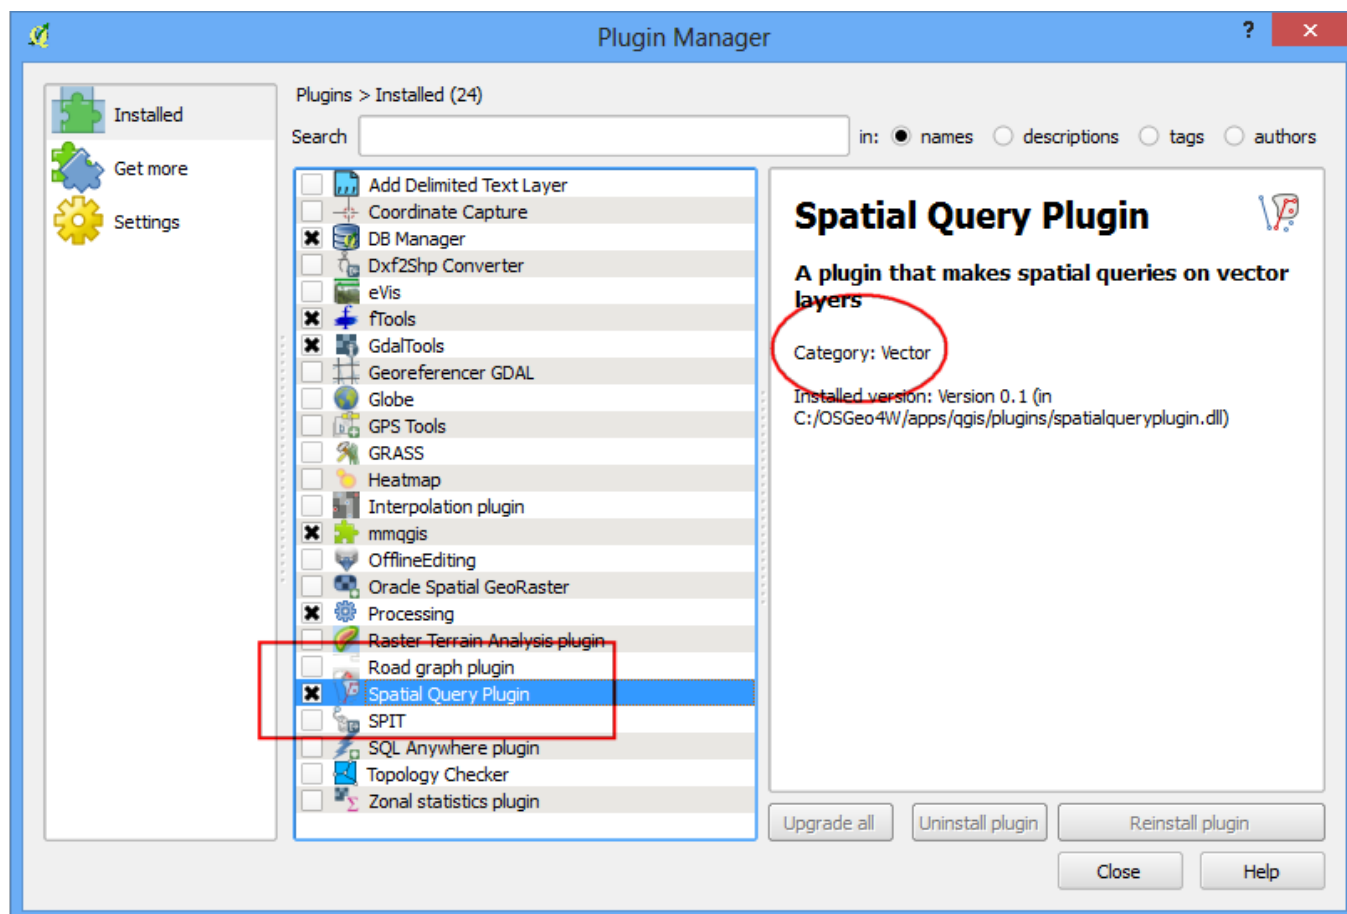 Plugin Manager
?
Installed
Get more
Settings
Plugins > Installed (24)
Search
in: names descriptions tags authors
Add Delimited Text Layer
Coordinate Capture
DB Manager
Dxf2Shp Converter
eVis
fTools
GdalTools
Georeferencer GDAL
Globe
GPS Tools
GRASS
Heatmap
Interpolation plugin
mmqgis
OfflineEditing
Oracle Spatial GeoRaster
Processing
Raster Terrain Analysis plugin
Road graph plugin
Spatial Query Plugin
SPIT
SQL Anywhere plugin
Topology Checker
Zonal statistics plugin
Spatial Query Plugin
A plugin that makes spatial queries on vector
layers
Category: Vector
Installed version: Version 0.1 (in
C:/OSGeo4W/apps/qgis/plugins/spatialqueryplugin.dll)
Upgrade all
Uninstall plugin
Reinstall plugin
Close
Help